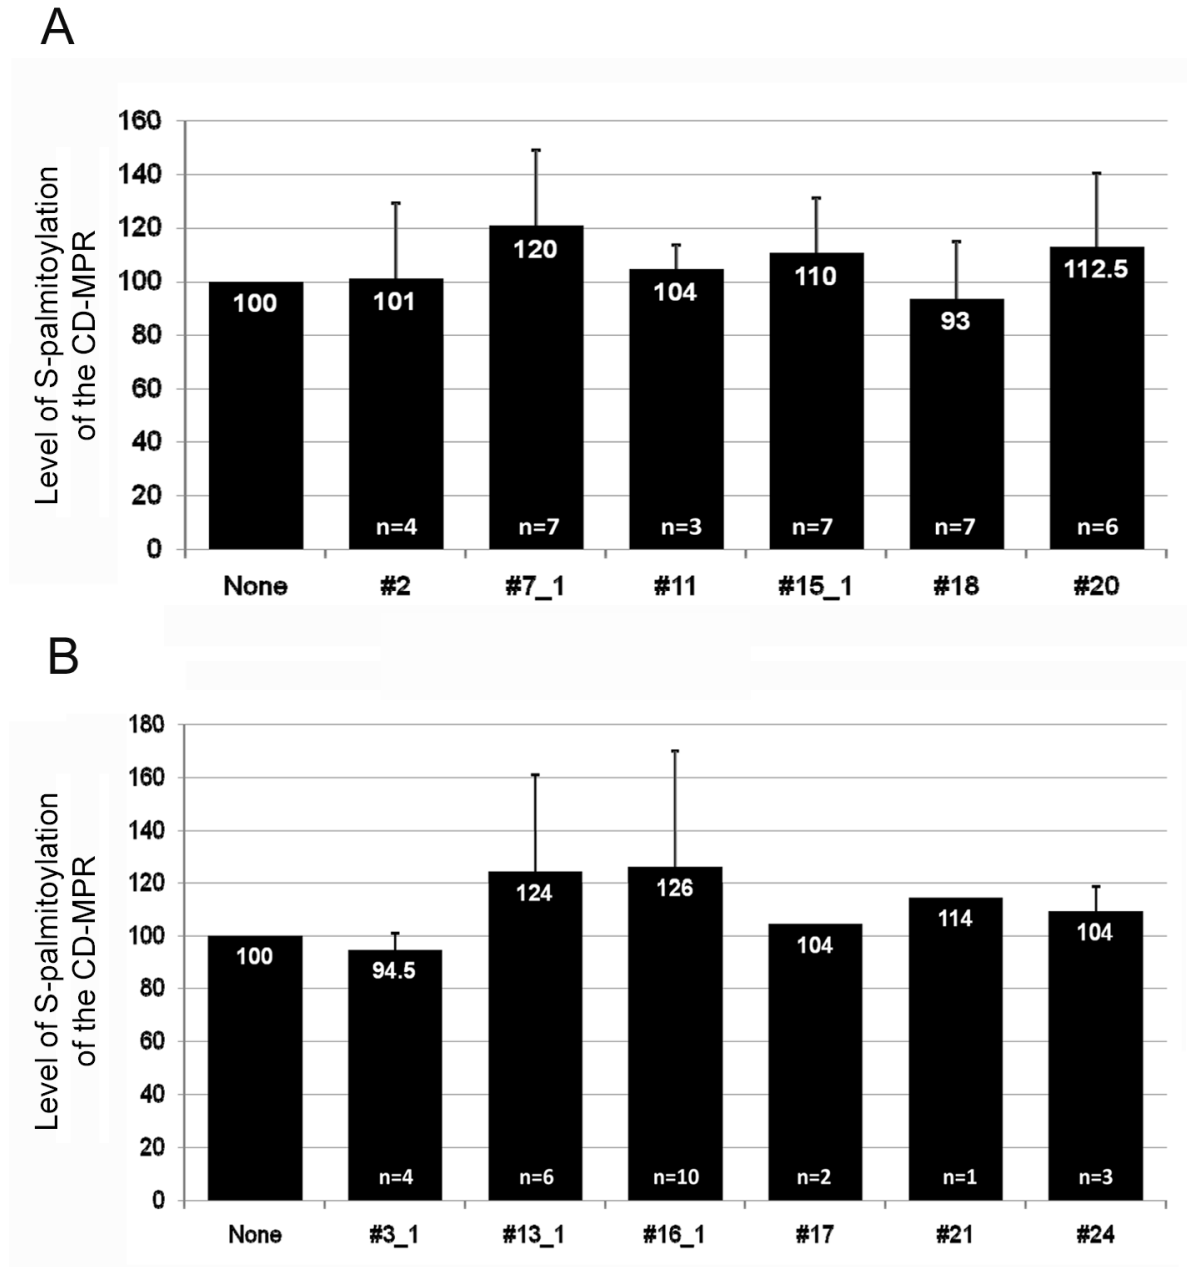 A
Level of S-palmitoylation
of the CD-MPR
160
140
120
100
80
60
40
20
0
100
101
120
104
110
93
112.5
n=4
n=7
n=3
n=7
n=7
n=6
None
#2
#7_1
#11
#15_1
#18
#20
B
Level of S-palmitoylation
of the CD-MPR
180
160
140
120
100
80
60
40
20
0
100
94.5
124
126
104
114
104
n=4
n=6
n=10
n=2
n=1
n=3
None
#3_1
#13_1
#16_1
#17
#21
#24